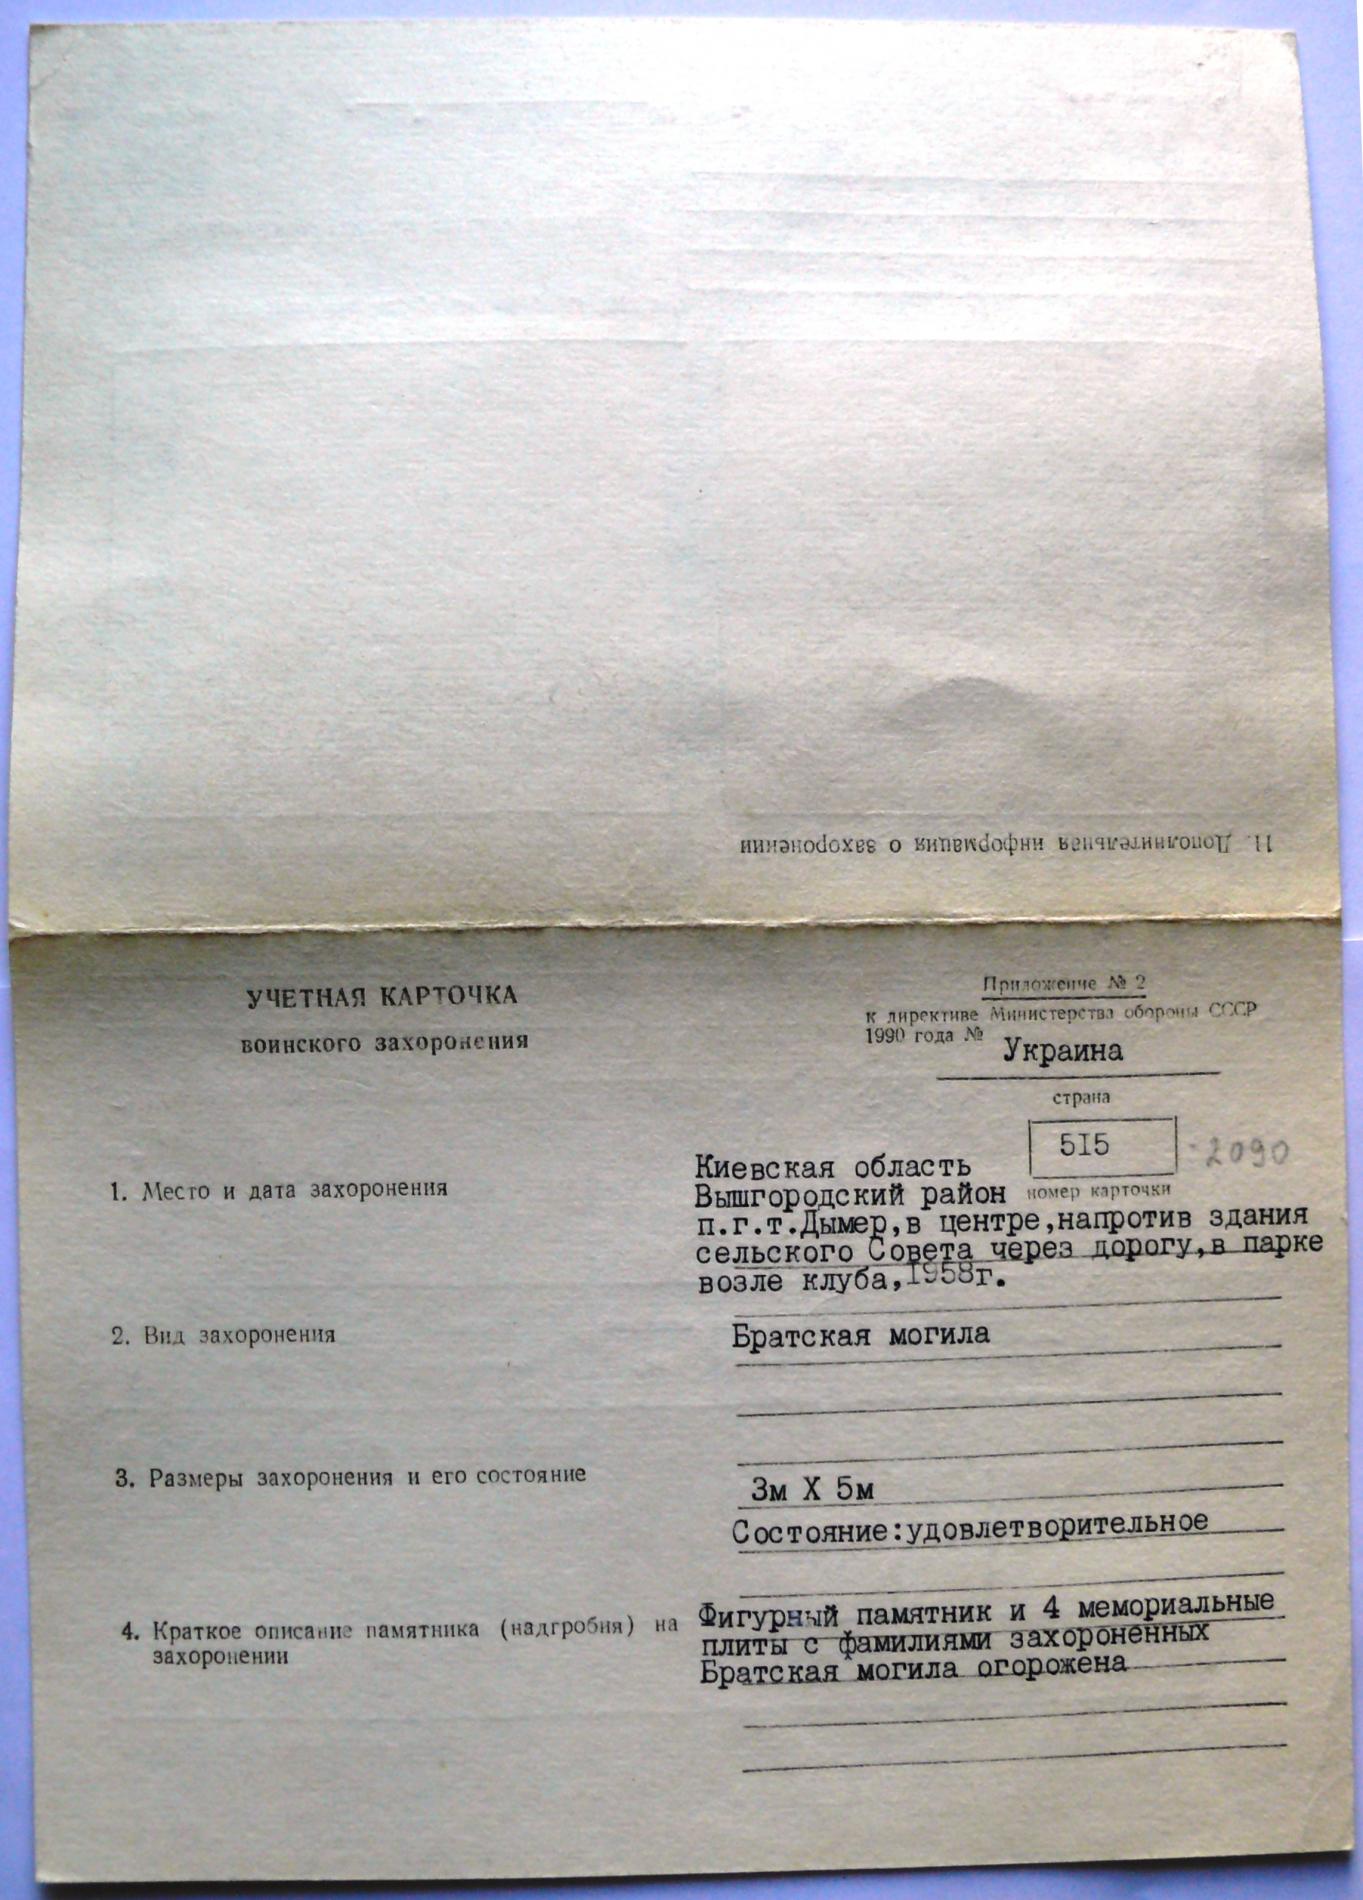 11. Дополнительная информация о захоронении
УЧЕТНАЯ КАРТОЧКА
воинского захоронения
Приложение № 2
к директиве Министерства обороны СССР
1990 года №
Украина
страна
515
2090
номер карточки
1. Место и дата захоронения
Киевская область
Вышгородский район
п.г.т.Дымер,в центре,напротив здания
сельского Совета через дорогу,в парке
возле клуба,1958г.
2. Вид захоронения
Братская могила
3. Размеры захоронения и его состояние
3м X 5м
Состояние:удовлетворительное
4. Краткое описание памятника (надгробия) на
захоронении
Фигурный памятник и 4 мемориальные
плиты с фамилиями захороненных
Братская могила огорожена